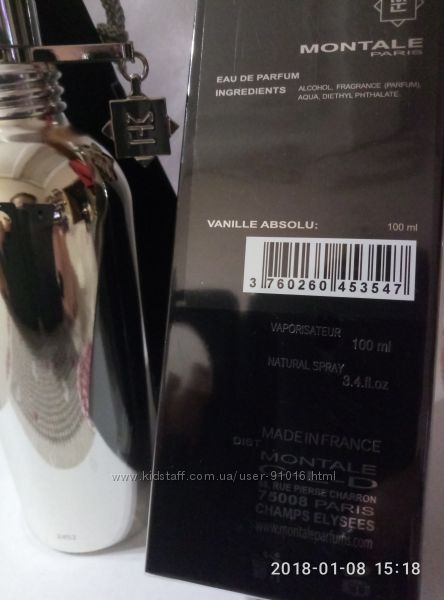 MONTALE
PARIS
EAU DE PARFUM
INGREDIENTS
ALCOHOL, FRAGRANCE (PARFUM),
AQUA, DIETHYL PHTHALATE.
VANILLE ABSOLU:
100 ml
3 760260 453547
VAPORISATEUR
100 ml
NATURAL SPRAY
3.4.fl.oz
MADE IN FRANCE
DIST
MONTALE
RUE PIERRE CHARRON
75008 PARIS
CHAMPS ELYSEES
www.montaleparfums.com
www.kidstaff.com.ua/user-91016.html
2018-01-08 15:18